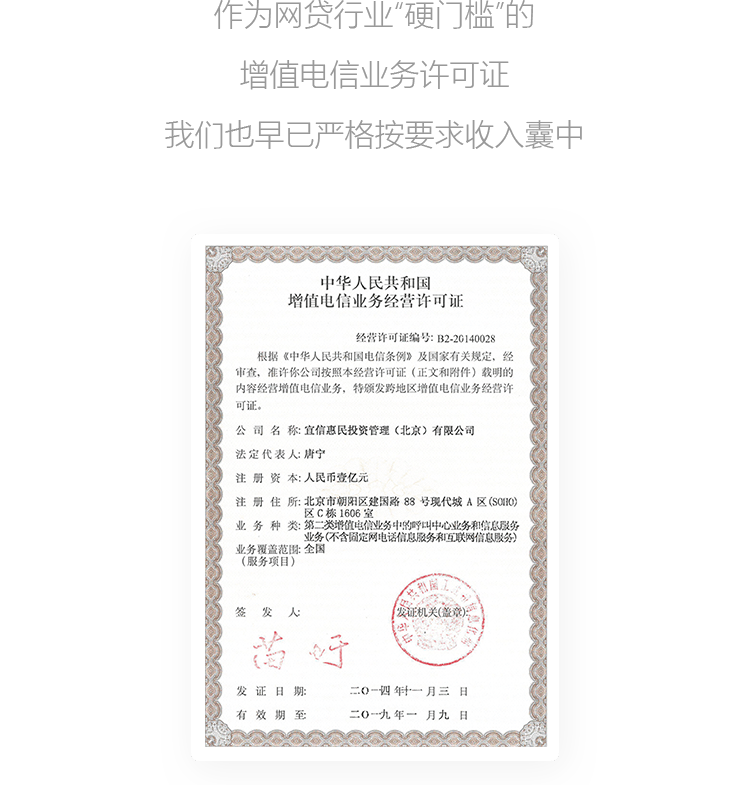 作为网贷行业“硬门槛”的
增值电信业务许可证
我们也早已严格按要求收入囊中
中华人民共和国
增值电信业务经营许可证
经营许可证编号: B2-20140028
根据《中华人民共和国电信条例》及国家有关规定，经
审查，准许你公司按照本经营许可证（正文和附件）载明的
内容经营增值电信业务，特颁发跨地区增值电信业务经营许
可证。
公司名称: 宜信惠民投资管理（北京）有限公司
法定代表人: 唐宁
注册资本: 人民币壹亿元
注册住所: 北京市朝阳区建国路 88 号现代城 A 区(SOHO)
区 C 栋 1606 室
业务种类: 第二类增值电信业务中的呼叫中心业务和信息服务
业务(不含固定网电话信息服务和互联网信息服务)
业务覆盖范围: 全国
（服务项目）
签发人:
发证机关(盖章):
苗圩
发证日期: 二〇一四年十一月三日
有效期至: 二〇一九年一月九日